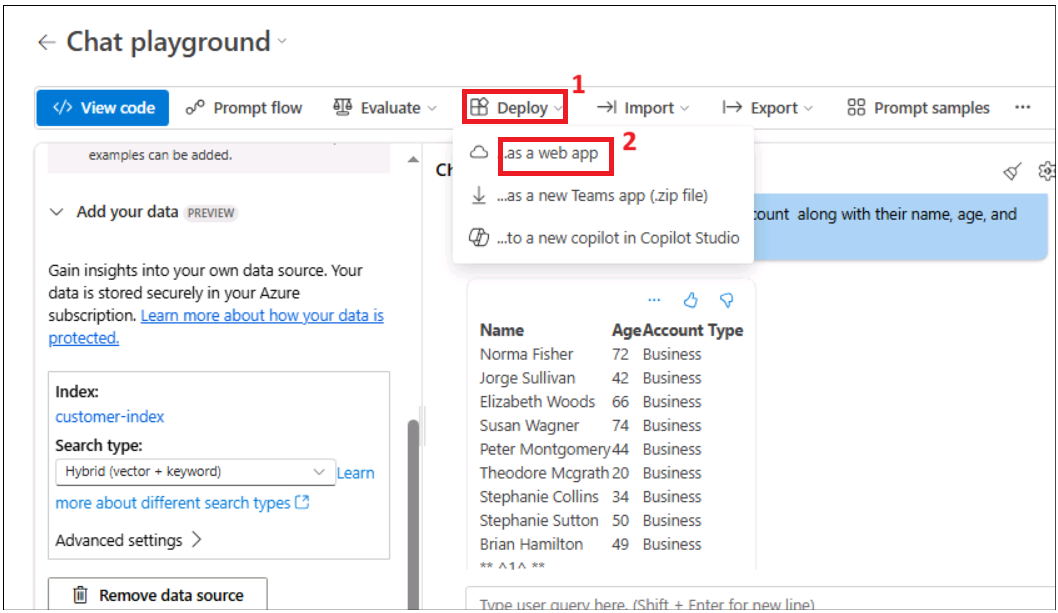 Chat playground
1
View code Prompt flow Evaluate Deploy Import Export Prompt samples ...
2
...as a web app
...as a new Teams app (.zip file)
...to a new copilot in Copilot Studio
examples can be added.
Add your data PREVIEW
Gain insights into your own data source. Your
data is stored securely in your Azure
subscription. Learn more about how your data is
protected.
Index:
customer-index
Search type:
Hybrid (vector + keyword) Learn
more about different search types
Advanced settings
Remove data source
Ch
count along with their name, age, and
...
Name Age Account Type
Norma Fisher 72 Business
Jorge Sullivan 42 Business
Elizabeth Woods 66 Business
Susan Wagner 74 Business
Peter Montgomery 44 Business
Theodore Mcgrath 20 Business
Stephanie Collins 34 Business
Stephanie Sutton 50 Business
Brian Hamilton 49 Business
** ^1^ **
Type user query here. (Shift + Enter for new line)